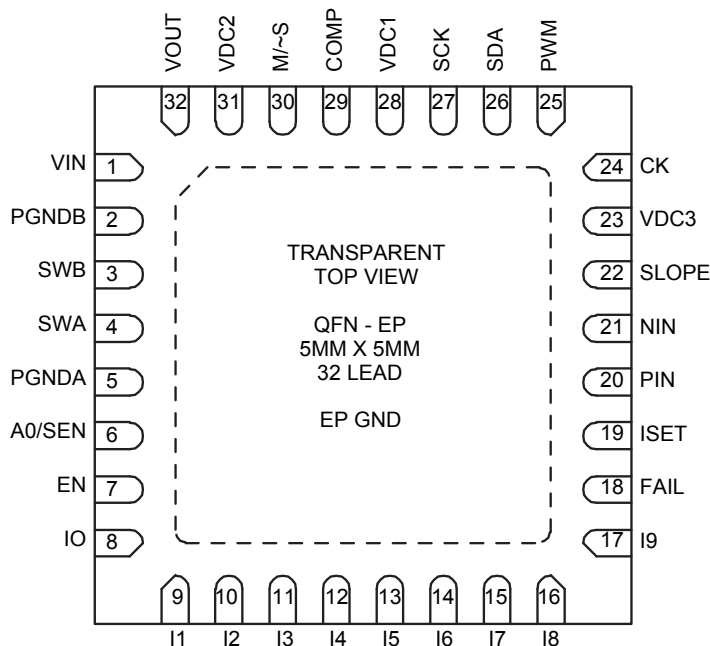 VOUT
VDC2
M/~S
COMP
VDC1
SCK
SDA
PWM
32
31
30
29
28
27
26
25
VIN 1
PGNDB 2
SWB 3
SWA 4
PGNDA 5
A0/SEN 6
EN 7
IO 8
TRANSPARENT
TOP VIEW
QFN - EP
5MM X 5MM
32 LEAD
EP GND
24 CK
23 VDC3
22 SLOPE
21 NIN
20 PIN
19 ISET
18 FAIL
17 I9
9
10
11
12
13
14
15
16
I1
I2
I3
I4
I5
I6
I7
I8